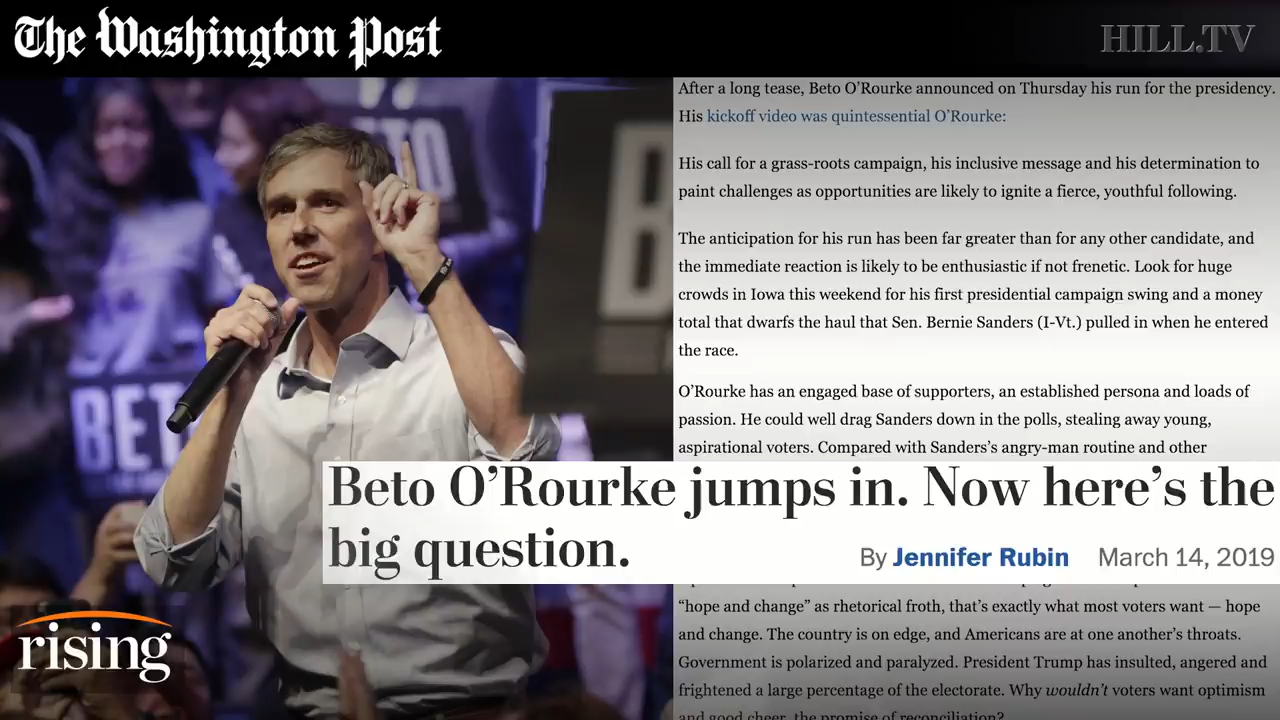 The Washington Post
HILL.TV
After a long tease, Beto O’Rourke announced on Thursday his run for the presidency.
His kickoff video was quintessential O’Rourke:
His call for a grass-roots campaign, his inclusive message and his determination to
paint challenges as opportunities are likely to ignite a fierce, youthful following.
The anticipation for his run has been far greater than for any other candidate, and
the immediate reaction is likely to be enthusiastic if not frenetic. Look for huge
crowds in Iowa this weekend for his first presidential campaign swing and a money
total that dwarfs the haul that Sen. Bernie Sanders (I-Vt.) pulled in when he entered
the race.
O’Rourke has an engaged base of supporters, an established persona and loads of
passion. He could well drag Sanders down in the polls, stealing away young,
aspirational voters. Compared with Sanders’s angry-man routine and other
Beto O’Rourke jumps in. Now here’s the
big question.
By Jennifer Rubin March 14, 2019
“hope and change” as rhetorical froth, that’s exactly what most voters want — hope
and change. The country is on edge, and Americans are at one another’s throats.
Government is polarized and paralyzed. President Trump has insulted, angered and
frightened a large percentage of the electorate. Why wouldn’t voters want optimism
and good cheer, the promise of reconciliation?
BET
rising